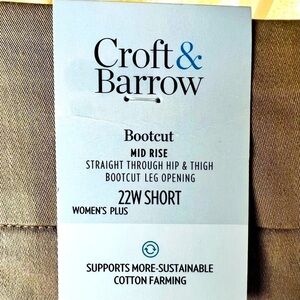 Croft &
Barrow
Bootcut
MID RISE
STRAIGHT THROUGH HIP & THIGH
BOOTCUT LEG OPENING
22W SHORT
WOMEN'S PLUS
SUPPORTS MORE-SUSTAINABLE
COTTON FARMING